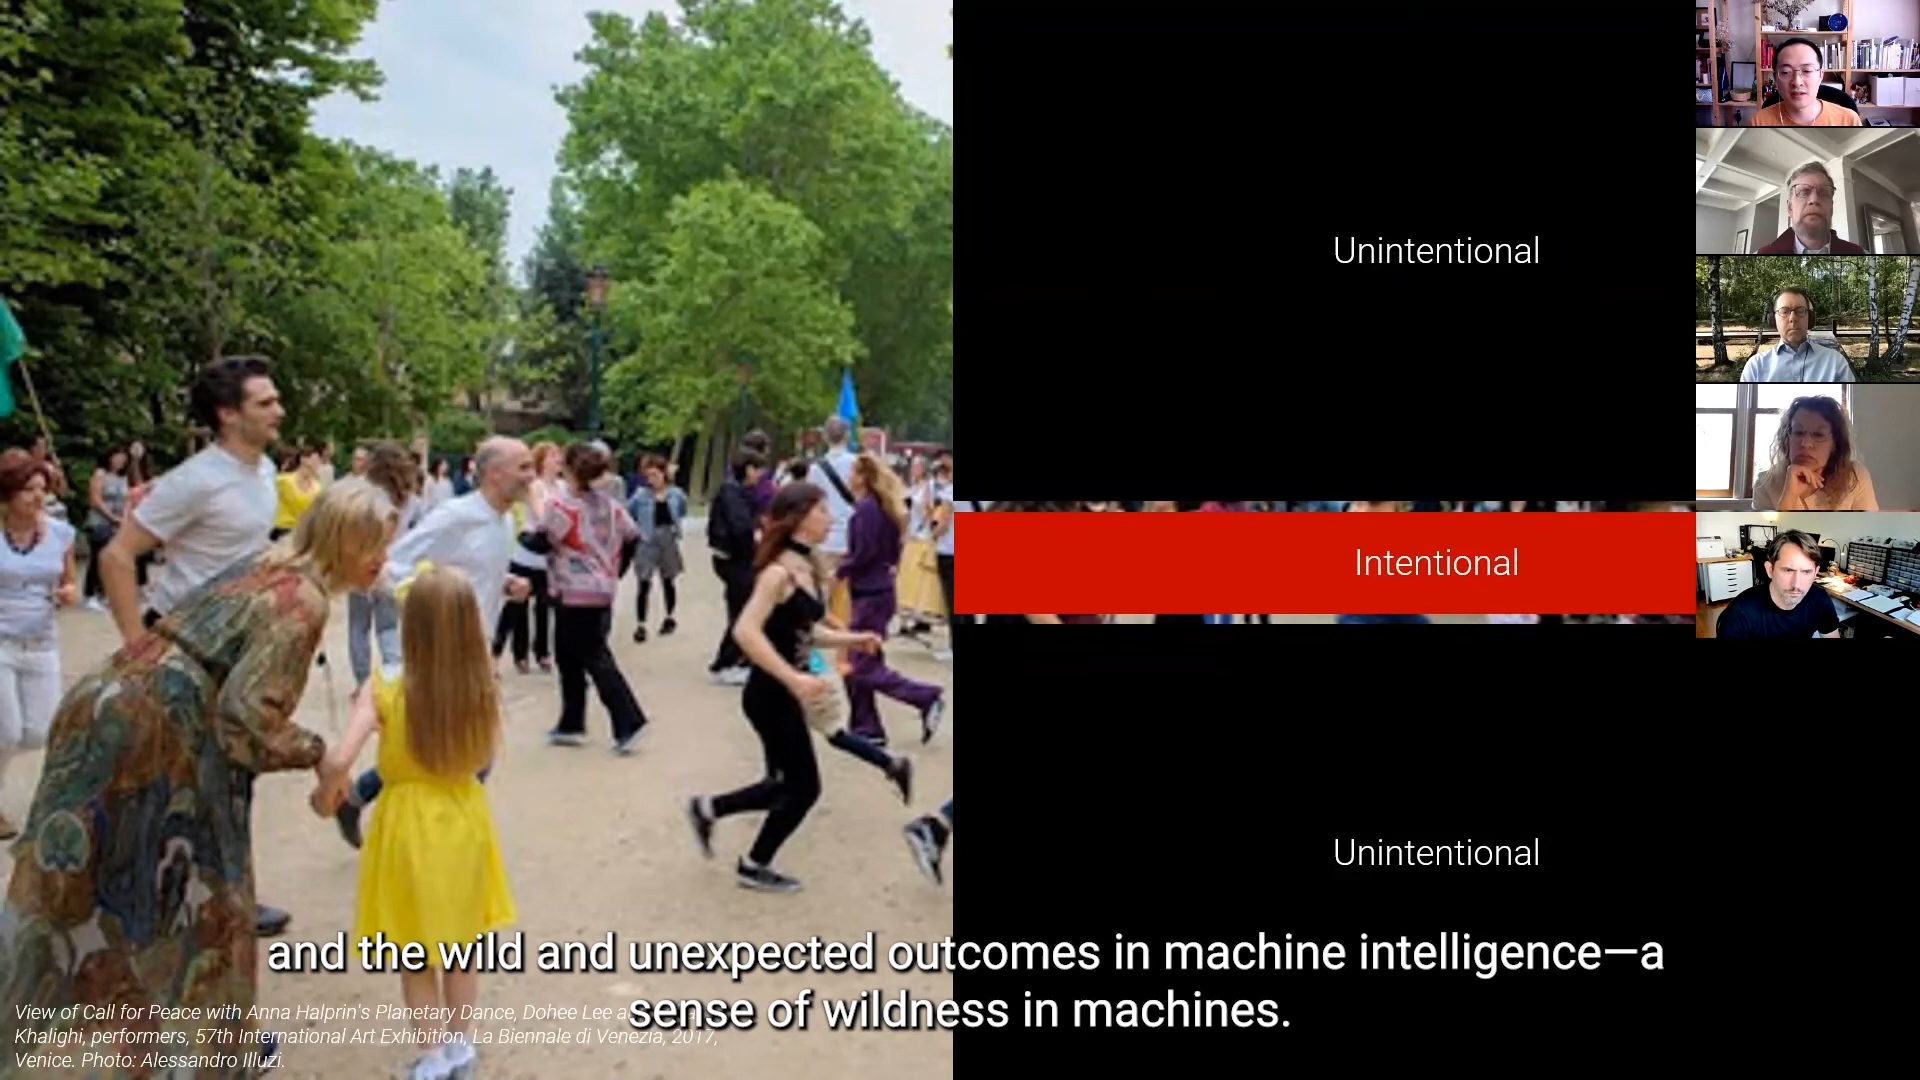 Unintentional
Intentional
Unintentional
and the wild and unexpected outcomes in machine intelligence—a
sense of wildness in machines.
View of Call for Peace with Anna Halprin's Planetary Dance, Dohee Lee
Khalighi, performers, 57th International Art Exhibition, La Biennale di Venezia, 2017,
Venice. Photo: Alessandro Illuzi.